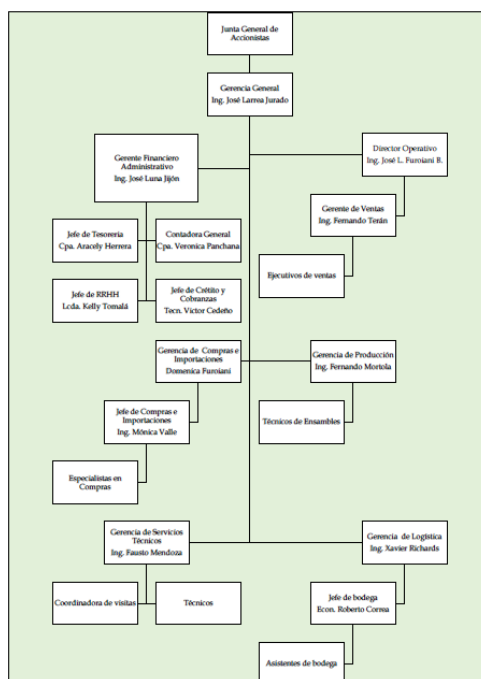 Junta General de
Accionistas
Gerencia General
Ing. José Larrea Jurado
Gerente Financiero
Administrativo
Ing. José Luna Jijón
Director Operativo
Ing. José L. Furoiani B.
Gerente de Ventas
Ing. Fernando Terán
Jefe de Tesorería
Cpa. Aracely Herrera
Contadora General
Cpa. Veronica Panchana
Ejecutivos de ventas
Jefe de RRHH
Lcda. Kelly Tomalá
Jefe de Crétito y
Cobranzas
Tecn. Víctor Cedeño
Gerencia de Compras e
Importaciones
Domenica Furoiani
Gerencia de Producción
Ing. Fernando Mortola
Jefe de Compras e
Importaciones
Ing. Mónica Valle
Técnicos de Ensambles
Especialistas en
Compras
Gerencia de Servicios
Técnicos
Ing. Fausto Mendoza
Gerencia de Logística
Ing. Xavier Richards
Coordinadora de visitas
Técnicos
Jefe de bodega
Econ. Roberto Correa
Asistentes de bodega